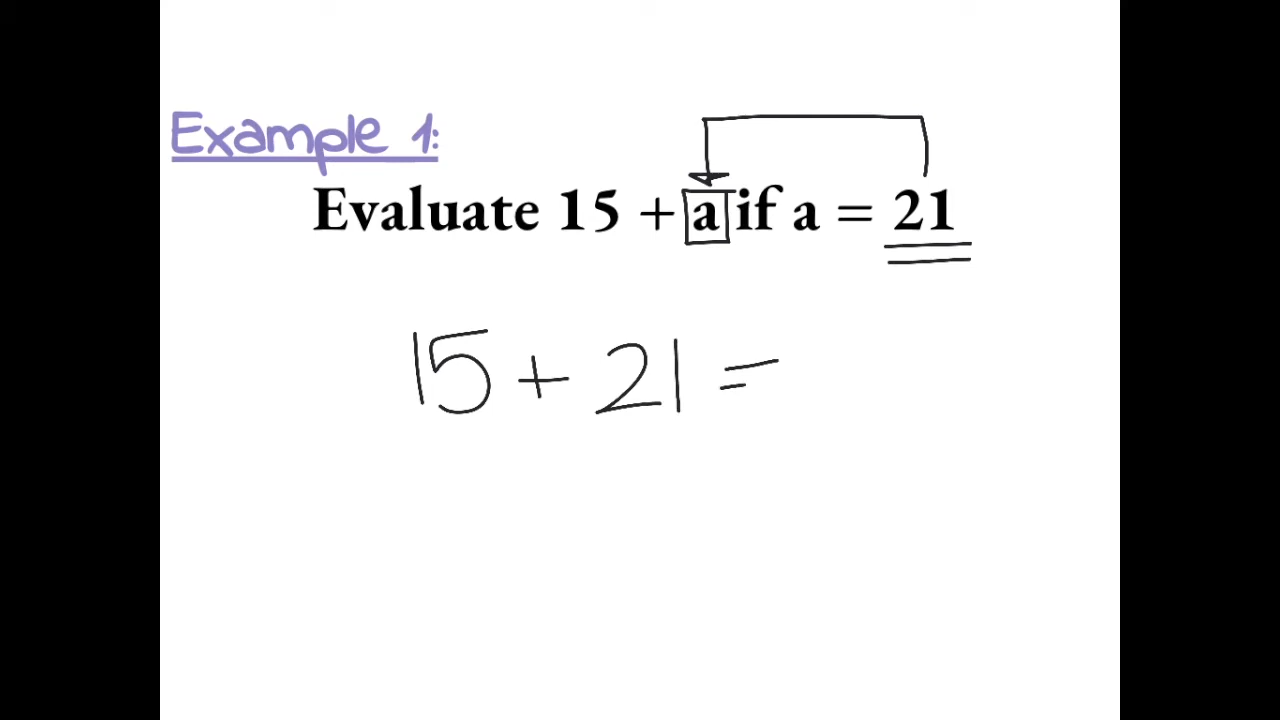 Example 1:
Evaluate 15 + a if a = 21
15 + 21 =